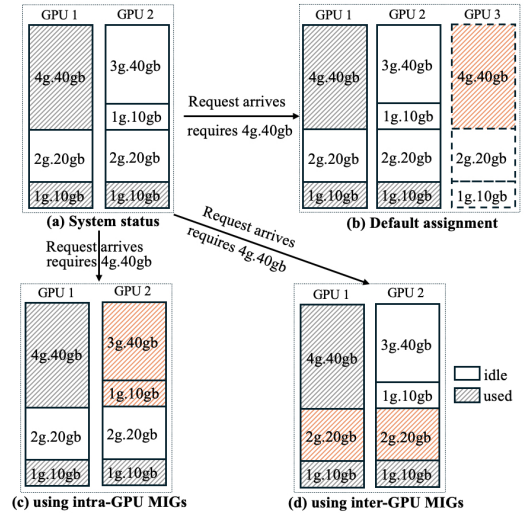 GPU 1
GPU 2
4g.40gb
3g.40gb
1g.10gb
2g.20gb
2g.20gb
1g.10gb
1g.10gb
(a) System status
Request arrives
requires 4g.40gb
GPU 1
GPU 2
GPU 3
4g.40gb
3g.40gb
4g.40gb
1g.10gb
2g.20gb
2g.20gb
2g.20gb
1g.10gb
1g.10gb
1g.10gb
(b) Default assignment
Request arrives
requires 4g.40gb
Request arrives
requires 4g.40gb
GPU 1
GPU 2
4g.40gb
3g.40gb
1g.10gb
2g.20gb
2g.20gb
1g.10gb
1g.10gb
(c) using intra-GPU MIGs
GPU 1
GPU 2
4g.40gb
3g.40gb
1g.10gb
2g.20gb
2g.20gb
1g.10gb
1g.10gb
(d) using inter-GPU MIGs
idle
used